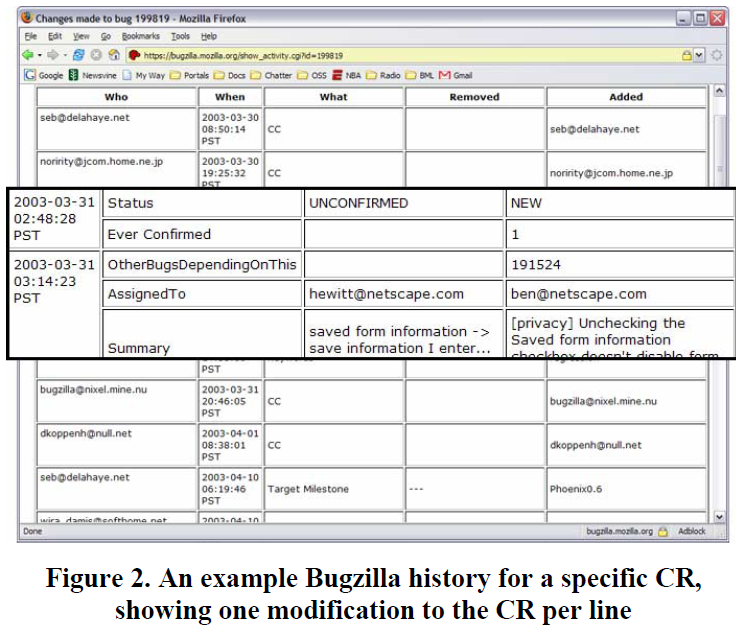 Changes made to bug 199819 - Mozilla Firefox
File Edit View Go Bookmarks Tools Help
https://bugzilla.mozilla.org/show_activity.cgi?id=199819
Google Newsvine My Way Portals Docs Chatter OSS NBA Radio BML Gmail
Who When What Removed Added
seb@delahaye.net 2003-03-30 08:50:14 PST CC seb@delahaye.net
noririty@jcom.home.ne.jp 2003-03-30 19:25:32 PST CC noririty@jcom.home.ne.jp
2003-03-31 02:48:28 PST Status UNCONFIRMED NEW
Ever Confirmed 1
2003-03-31 03:14:23 PST OtherBugsDependingOnThis 191524
AssignedTo hewitt@netscape.com ben@netscape.com
Summary saved form information -> save information I enter... [privacy] Unchecking the Saved form information checkbox doesn't disable form
PST
bugzilla@nixel.mine.nu 2003-03-31 20:46:05 PST CC bugzilla@nixel.mine.nu
dkoppenh@null.net 2003-04-01 08:38:01 PST CC dkoppenh@null.net
seb@delahaye.net 2003-04-10 06:19:46 PST Target Milestone --- Phoenix0.6
wira_damis@softhome.net 2003-04-10
Done bugzilla.mozilla.org Adblock
Figure 2. An example Bugzilla history for a specific CR,
showing one modification to the CR per line